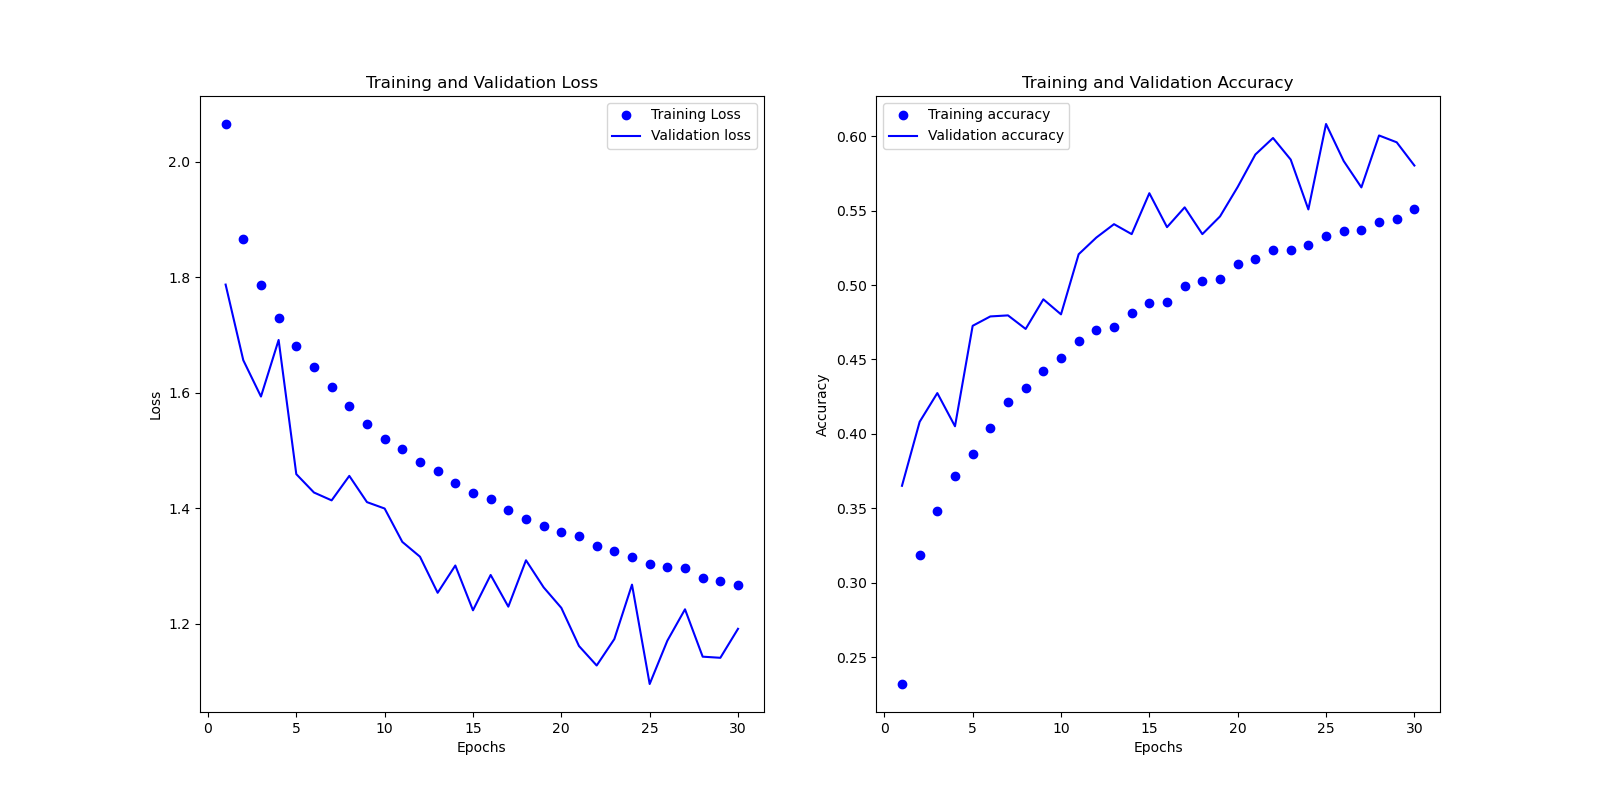 Training and Validation Loss
Training Loss
Validation loss
2.0
1.8
1.6
1.4
1.2
Loss
0 5 10 15 20 25 30
Epochs
Training and Validation Accuracy
Training accuracy
Validation accuracy
0.60
0.55
0.50
0.45
0.40
0.35
0.30
0.25
Accuracy
0 5 10 15 20 25 30
Epochs